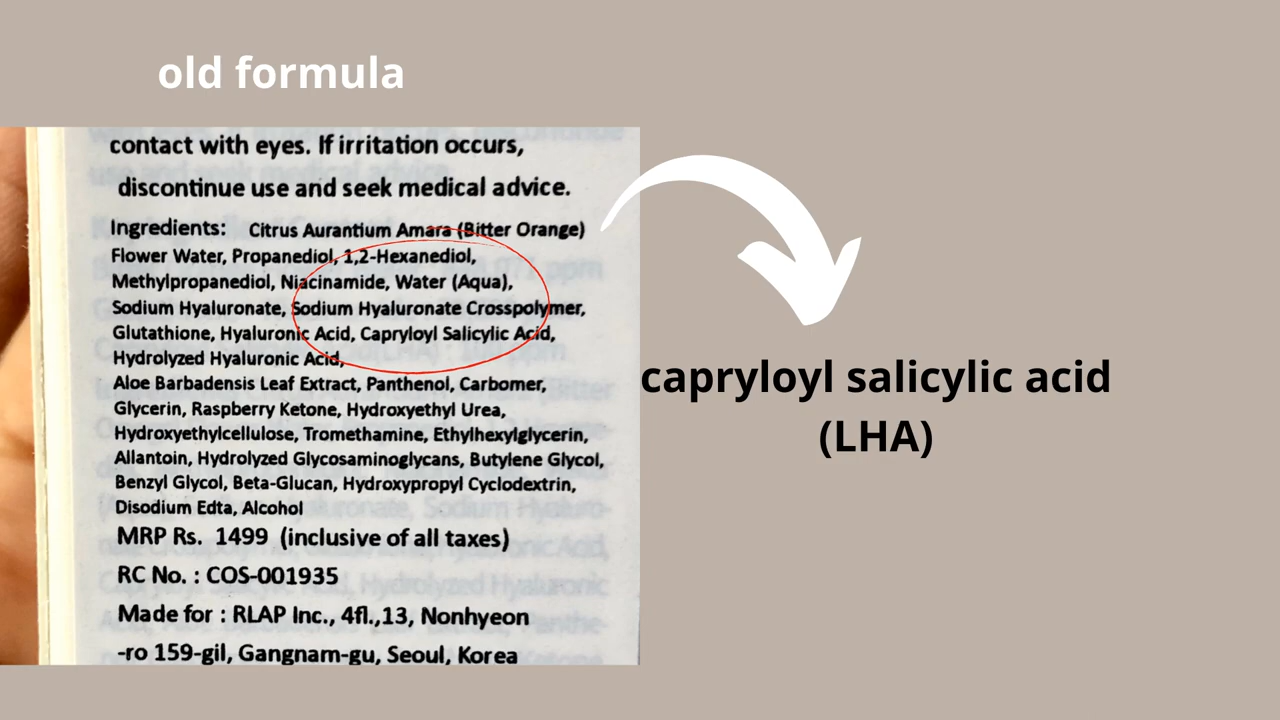 old formula
contact with eyes. If irritation occurs,
discontinue use and seek medical advice.
Ingredients: Citrus Aurantium Amara (Bitter Orange)
Flower Water, Propanediol, 1,2-Hexanediol,
Methylpropanediol, Niacinamide, Water (Aqua),
Sodium Hyaluronate, Sodium Hyaluronate Crosspolymer,
Glutathione, Hyaluronic Acid, Capryloyl Salicylic Acid,
Hydrolyzed Hyaluronic Acid,
Aloe Barbadensis Leaf Extract, Panthenol, Carbomer,
Glycerin, Raspberry Ketone, Hydroxyethyl Urea,
Hydroxyethylcellulose, Tromethamine, Ethylhexylglycerin,
Allantoin, Hydrolyzed Glycosaminoglycans, Butylene Glycol,
Benzyl Glycol, Beta-Glucan, Hydroxypropyl Cyclodextrin,
Disodium Edta, Alcohol
MRP Rs. 1499 (inclusive of all taxes)
RC No. : COS-001935
Made for : RLAP Inc., 4fl.,13, Nonhyeon
-ro 159-gil, Gangnam-gu, Seoul, Korea
capryloyl salicylic acid
(LHA)